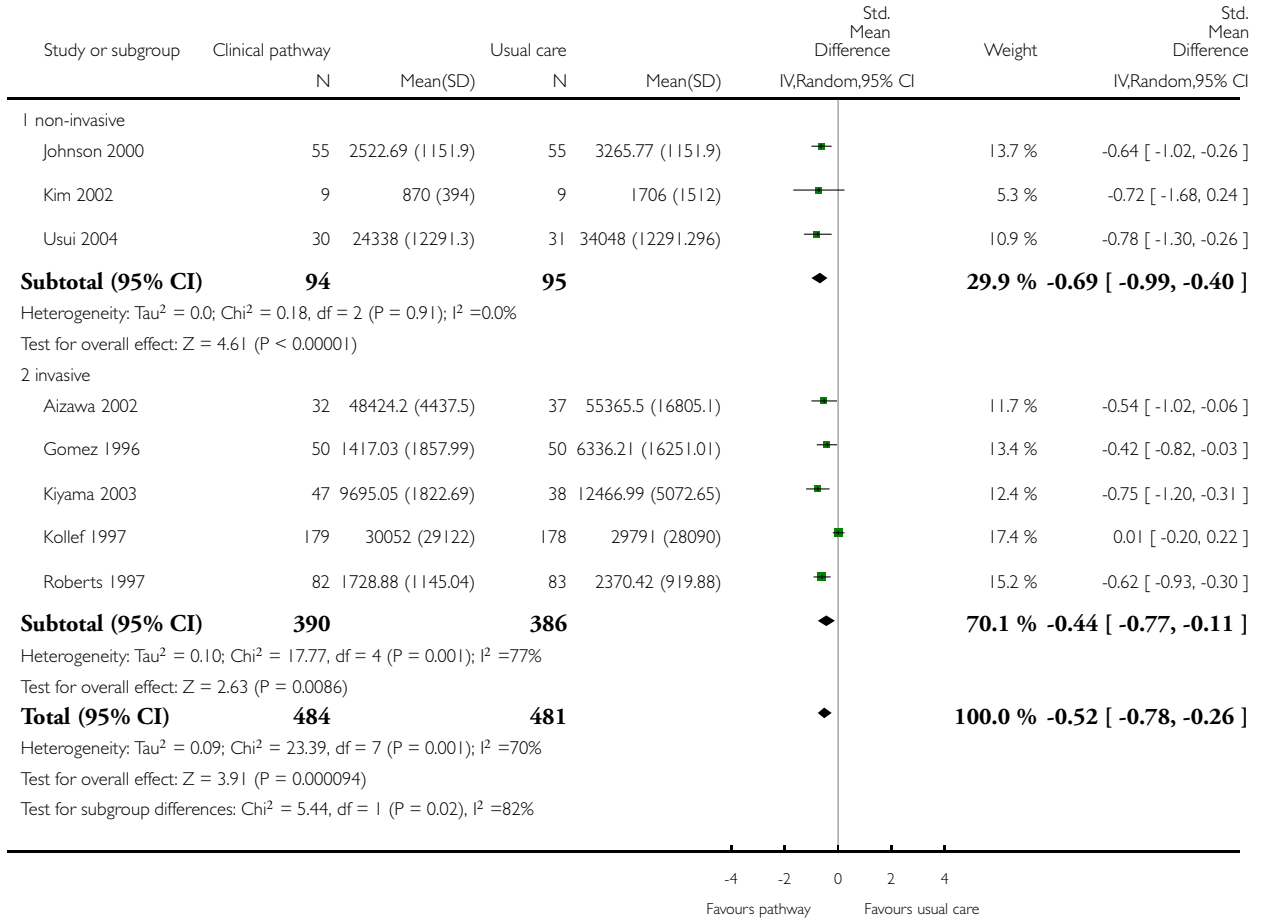 Std. Std.
Mean Mean
Study or subgroup Clinical pathway Usual care Difference Weight Difference
N Mean(SD) N Mean(SD) IV,Random,95% CI IV,Random,95% CI
1 non-invasive
Johnson 2000 55 2522.69 (1151.9) 55 3265.77 (1151.9) 13.7 % -0.64 [ -1.02, -0.26 ]
Kim 2002 9 870 (394) 9 1706 (1512) 5.3 % -0.72 [ -1.68, 0.24 ]
Usui 2004 30 24338 (12291.3) 31 34048 (12291.296) 10.9 % -0.78 [ -1.30, -0.26 ]
Subtotal (95% CI) 94 95 29.9 % -0.69 [ -0.99, -0.40 ]
Heterogeneity: Tau² = 0.0; Chi² = 0.18, df = 2 (P = 0.91); I² =0.0%
Test for overall effect: Z = 4.61 (P < 0.00001)
2 invasive
Aizawa 2002 32 48424.2 (4437.5) 37 55365.5 (16805.1) 11.7 % -0.54 [ -1.02, -0.06 ]
Gomez 1996 50 1417.03 (1857.99) 50 6336.21 (16251.01) 13.4 % -0.42 [ -0.82, -0.03 ]
Kiyama 2003 47 9695.05 (1822.69) 38 12466.99 (5072.65) 12.4 % -0.75 [ -1.20, -0.31 ]
Kollef 1997 179 30052 (29122) 178 29791 (28090) 17.4 % 0.01 [ -0.20, 0.22 ]
Roberts 1997 82 1728.88 (1145.04) 83 2370.42 (919.88) 15.2 % -0.62 [ -0.93, -0.30 ]
Subtotal (95% CI) 390 386 70.1 % -0.44 [ -0.77, -0.11 ]
Heterogeneity: Tau² = 0.10; Chi² = 17.77, df = 4 (P = 0.001); I² =77%
Test for overall effect: Z = 2.63 (P = 0.0086)
Total (95% CI) 484 481 100.0 % -0.52 [ -0.78, -0.26 ]
Heterogeneity: Tau² = 0.09; Chi² = 23.39, df = 7 (P = 0.001); I² =70%
Test for overall effect: Z = 3.91 (P = 0.000094)
Test for subgroup differences: Chi² = 5.44, df = 1 (P = 0.02), I² =82%
-4 -2 0 2 4
Favours pathway Favours usual care